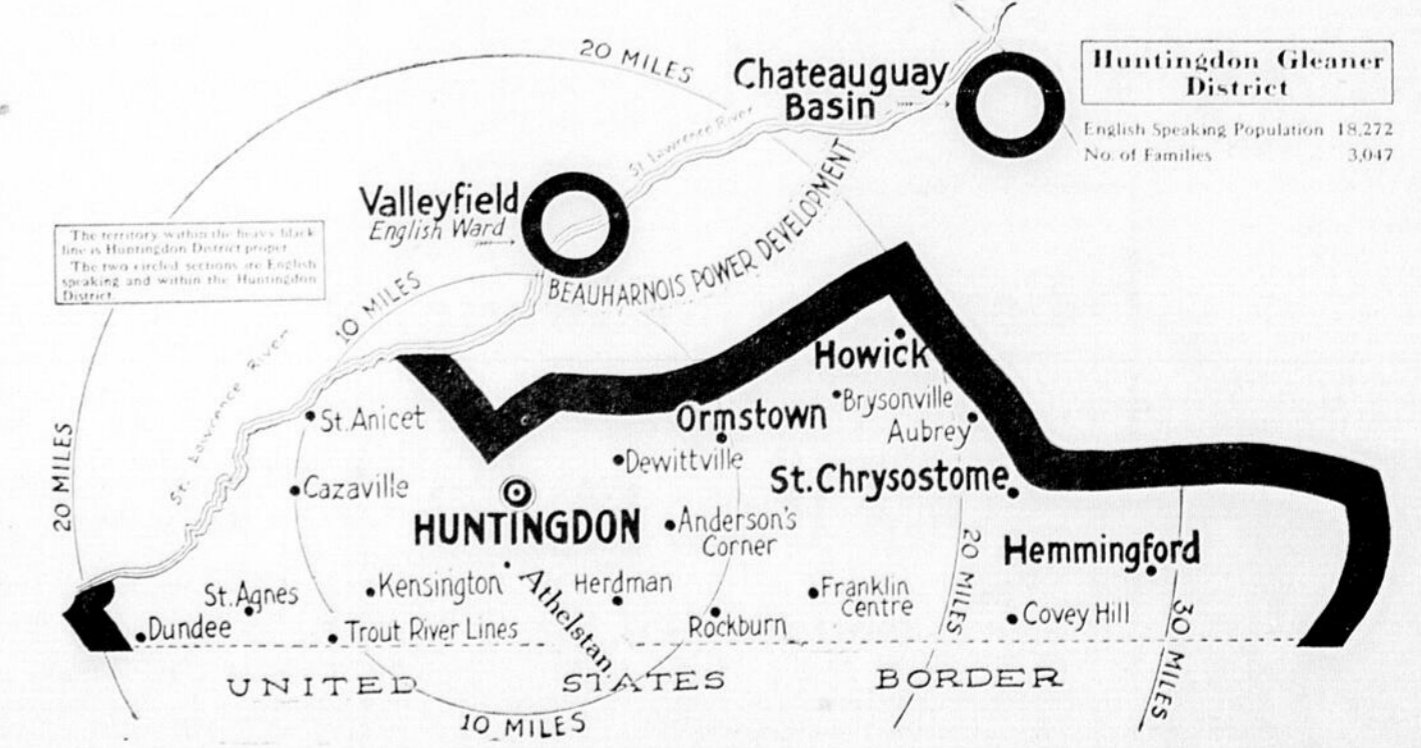 20 MILES
Chateauguay
Basin
Huntingdon Gleaner
District
English Speaking Population 18,272
No. of Families 3,047
St. Lawrence River
Valleyfield
English Ward
The territory within the heavy black
line is Huntingdon District proper.
The two circled sections are English
speaking and within the Huntingdon
District.
10 MILES
BEAUHARNOIS POWER DEVELOPMENT
St. Lawrence River
20 MILES
Howick
St. Anicet
Brysonville
Ormstown
Aubrey
Dewittville
Cazaville
St. Chrysostome
HUNTINGDON
Anderson's
Corner
20 MILES
Hemmingford
Kensington
Athelstan
Herdman
Franklin
Centre
St. Agnes
Dundee
Trout River Lines
Rockburn
Covey Hill
30 MILES
UNITED STATES BORDER
10 MILES